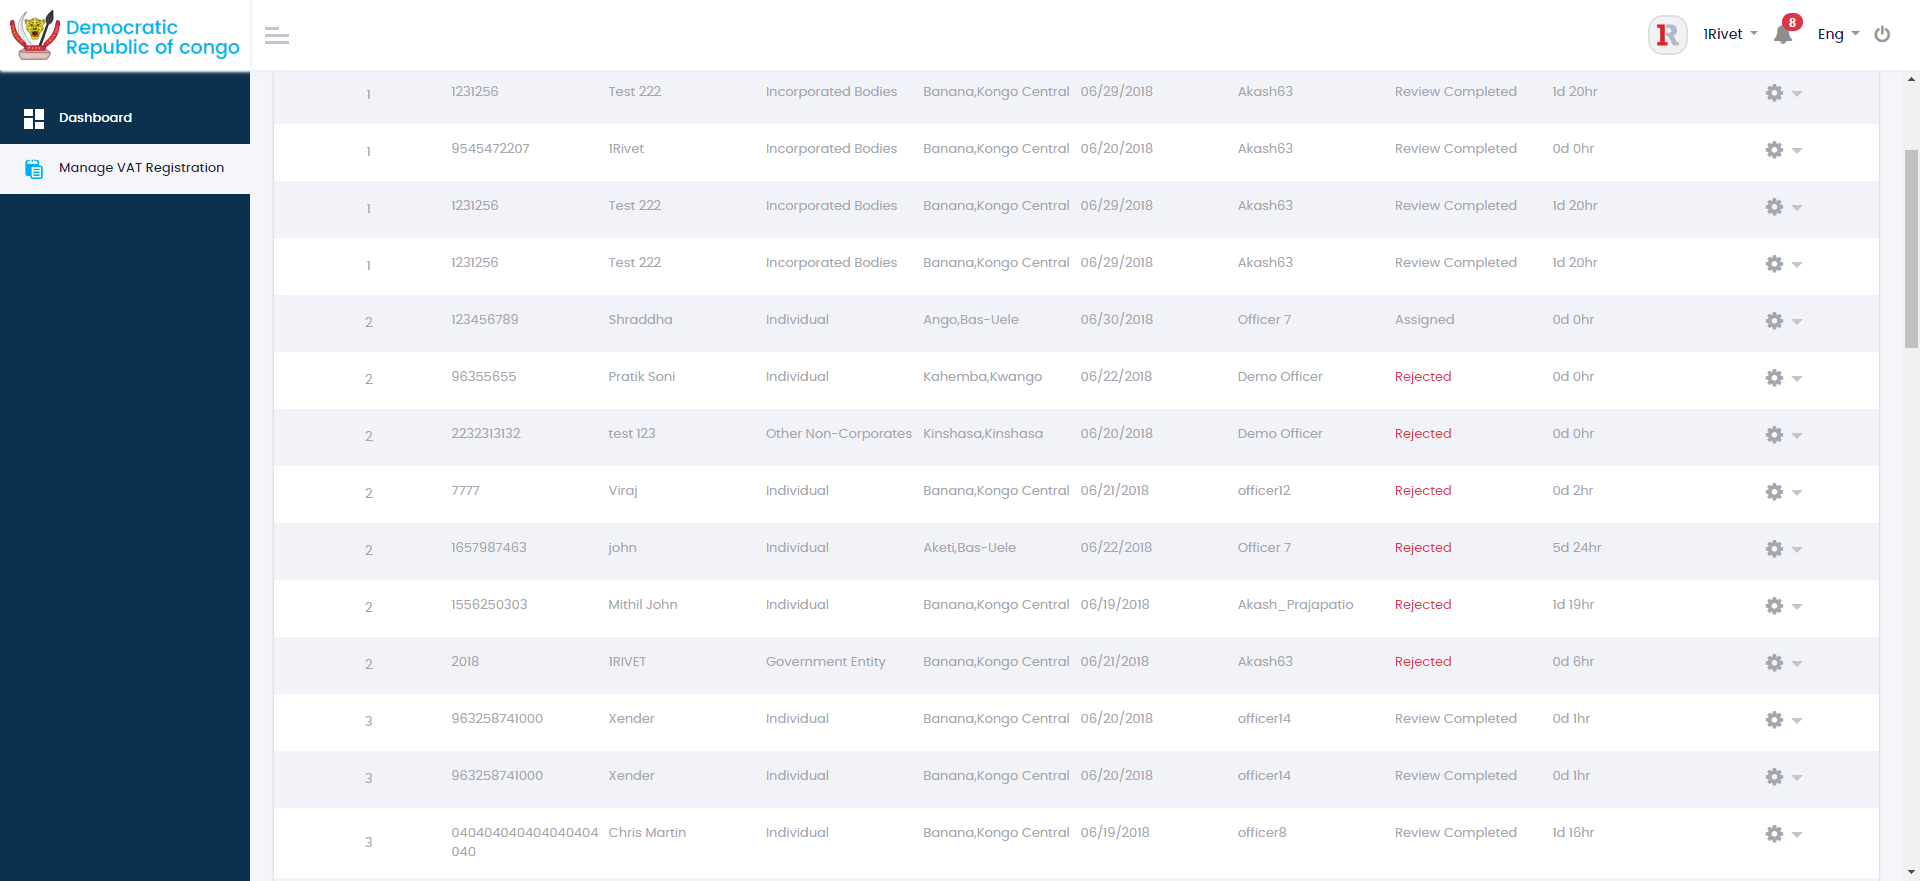 Democratic
Republic of congo
1R
1Rivet
8
Eng
Dashboard
Manage VAT Registration
1 1231256 Test 222 Incorporated Bodies Banana,Kongo Central 06/29/2018 Akash63 Review Completed 1d 20hr
1 9545472207 1Rivet Incorporated Bodies Banana,Kongo Central 06/20/2018 Akash63 Review Completed 0d 0hr
1 1231256 Test 222 Incorporated Bodies Banana,Kongo Central 06/29/2018 Akash63 Review Completed 1d 20hr
1 1231256 Test 222 Incorporated Bodies Banana,Kongo Central 06/29/2018 Akash63 Review Completed 1d 20hr
2 123456789 Shraddha Individual Ango,Bas-Uele 06/30/2018 Officer 7 Assigned 0d 0hr
2 96355655 Pratik Soni Individual Kahemba,Kwango 06/22/2018 Demo Officer Rejected 0d 0hr
2 2232313132 test 123 Other Non-Corporates Kinshasa,Kinshasa 06/20/2018 Demo Officer Rejected 0d 0hr
2 7777 Viraj Individual Banana,Kongo Central 06/21/2018 officer12 Rejected 0d 2hr
2 1657987463 john Individual Aketi,Bas-Uele 06/22/2018 Officer 7 Rejected 5d 24hr
2 1556250303 Mithil John Individual Banana,Kongo Central 06/19/2018 Akash_Prajapatio Rejected 1d 19hr
2 2018 1RIVET Government Entity Banana,Kongo Central 06/21/2018 Akash63 Rejected 0d 6hr
3 963258741000 Xender Individual Banana,Kongo Central 06/20/2018 officer14 Review Completed 0d 1hr
3 963258741000 Xender Individual Banana,Kongo Central 06/20/2018 officer14 Review Completed 0d 1hr
3 040404040404040404 Chris Martin Individual Banana,Kongo Central 06/19/2018 officer8 Review Completed 1d 16hr
040